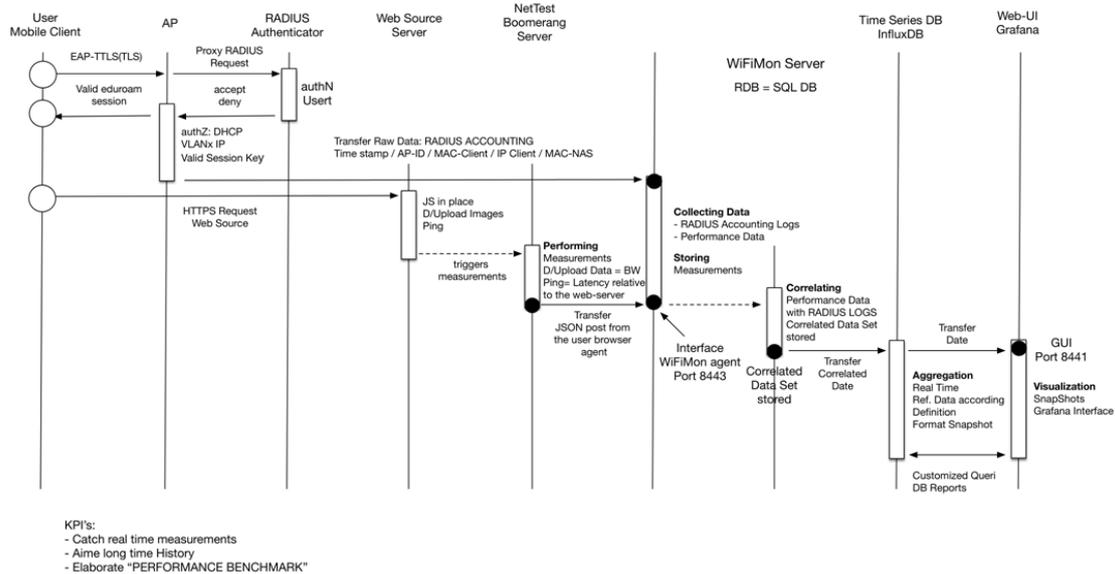 User
Mobile Client
AP
RADIUS
Authenticator
Web Source
Server
NetTest
Boomerang
Server
WiFiMon Server
RDB = SQL DB
Time Series DB
InfluxDB
Web-UI
Grafana
EAP-TTLS(TLS)
Proxy RADIUS
Request
Valid eduroam
session
accept
deny
authN
Usert
authZ: DHCP
VLANx IP
Valid Session Key
Transfer Raw Data: RADIUS ACCOUNTING
Time stamp / AP-ID / MAC-Client / IP Client / MAC-NAS
HTTPS Request
Web Source
JS in place
D/Upload Images
Ping
triggers
measurements
Performing
Measurements
D/Upload Data = BW
Ping= Latency relative
to the web-server
Transfer
JSON post from
the user browser
agent
Collecting Data
- RADIUS Accounting Logs
- Performance Data
Storing
Measurements
Interface
WiFiMon agent
Port 8443
Correlating
Performance Data
with RADIUS LOGS
Correlated Data Set
stored
Correlated
Data Set
stored
Transfer
Correlated
Date
Transfer
Date
GUI
Port 8441
Aggregation
Real Time
Ref. Data according
Definition
Format Snapshot
Visualization
SnapShots
Grafana Interface
Customized Queri
DB Reports
KPI's:
- Catch real time measurements
- Aime long time History
- Elaborate “PERFORMANCE BENCHMARK”